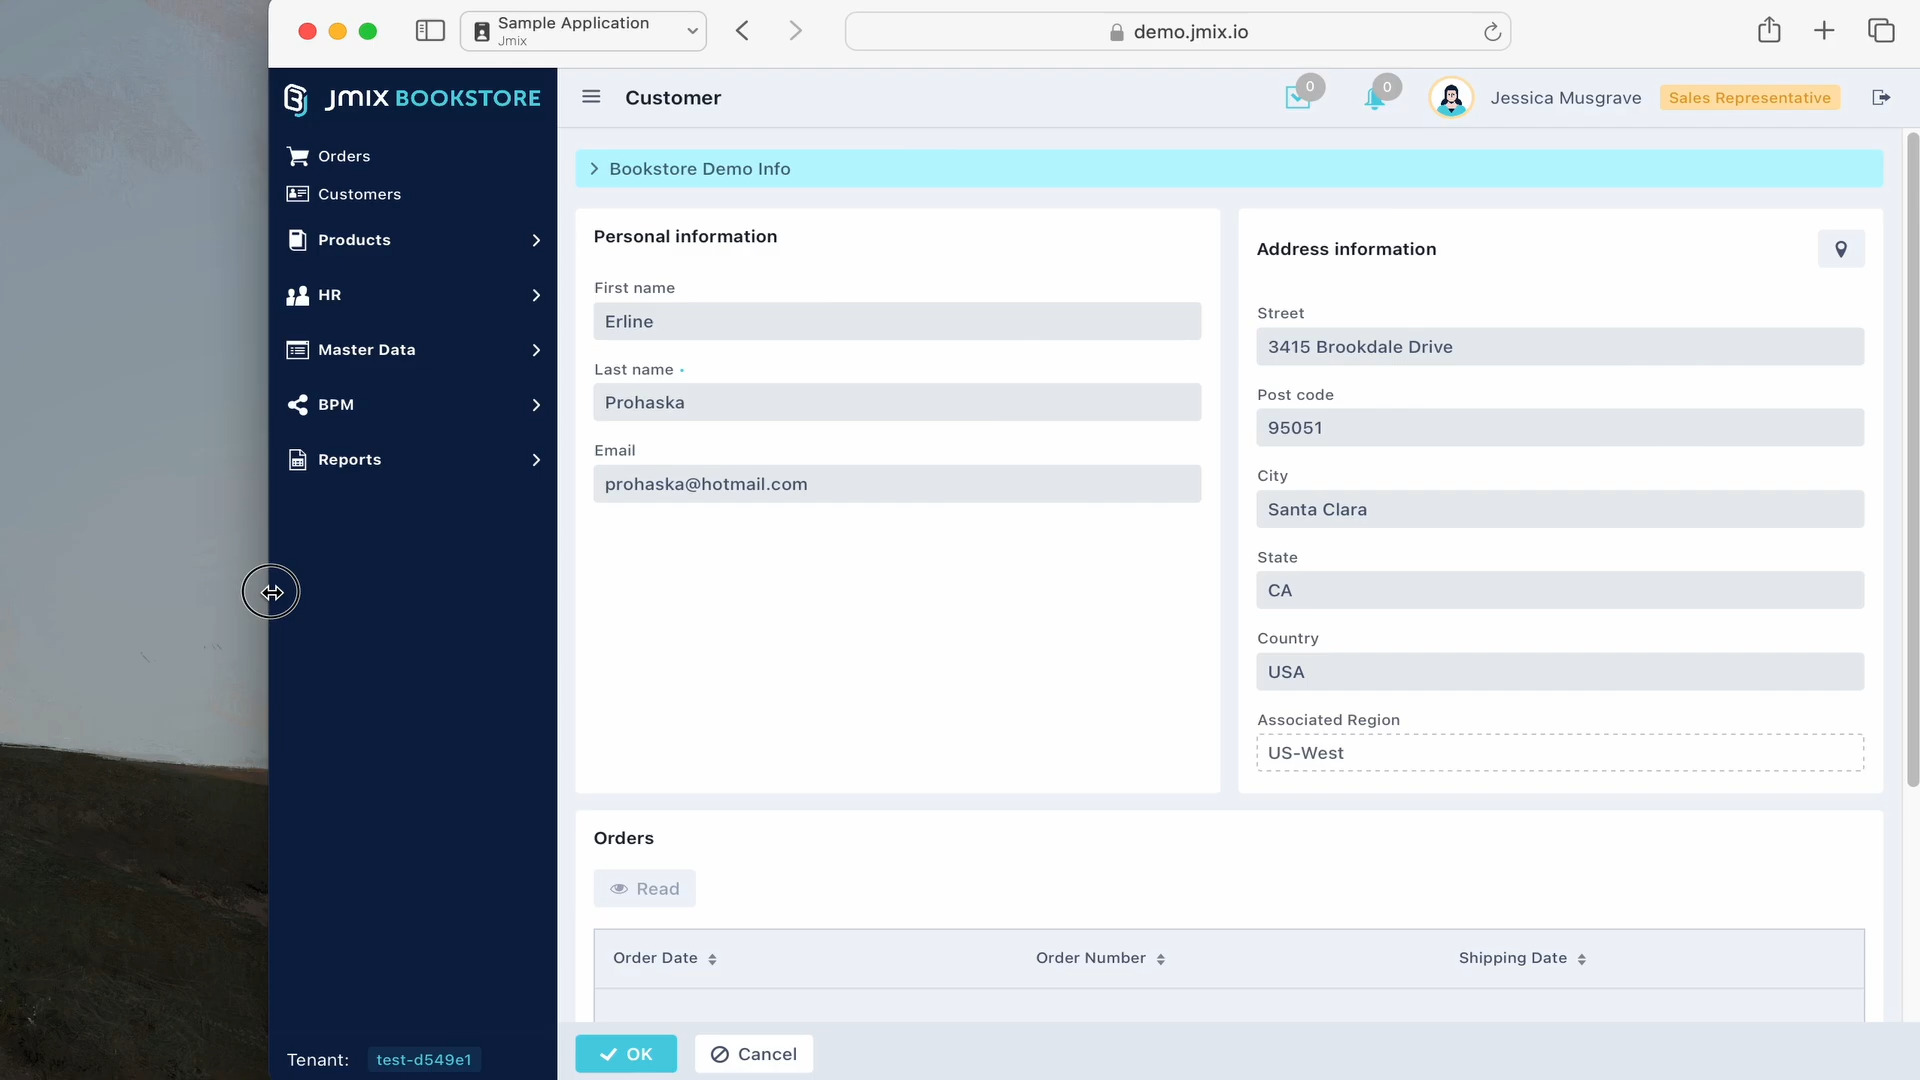 Sample Application
Jmix
demo.jmix.io
JMIX BOOKSTORE
Customer
0
0
Jessica Musgrave
Sales Representative
Orders
Customers
Products
HR
Master Data
BPM
Reports
Tenant: test-d549e1
Bookstore Demo Info
Personal information
First name
Erline
Last name •
Prohaska
Email
prohaska@hotmail.com
Address information
Street
3415 Brookdale Drive
Post code
95051
City
Santa Clara
State
CA
Country
USA
Associated Region
US-West
Orders
Read
Order Date Order Number Shipping Date
OK Cancel